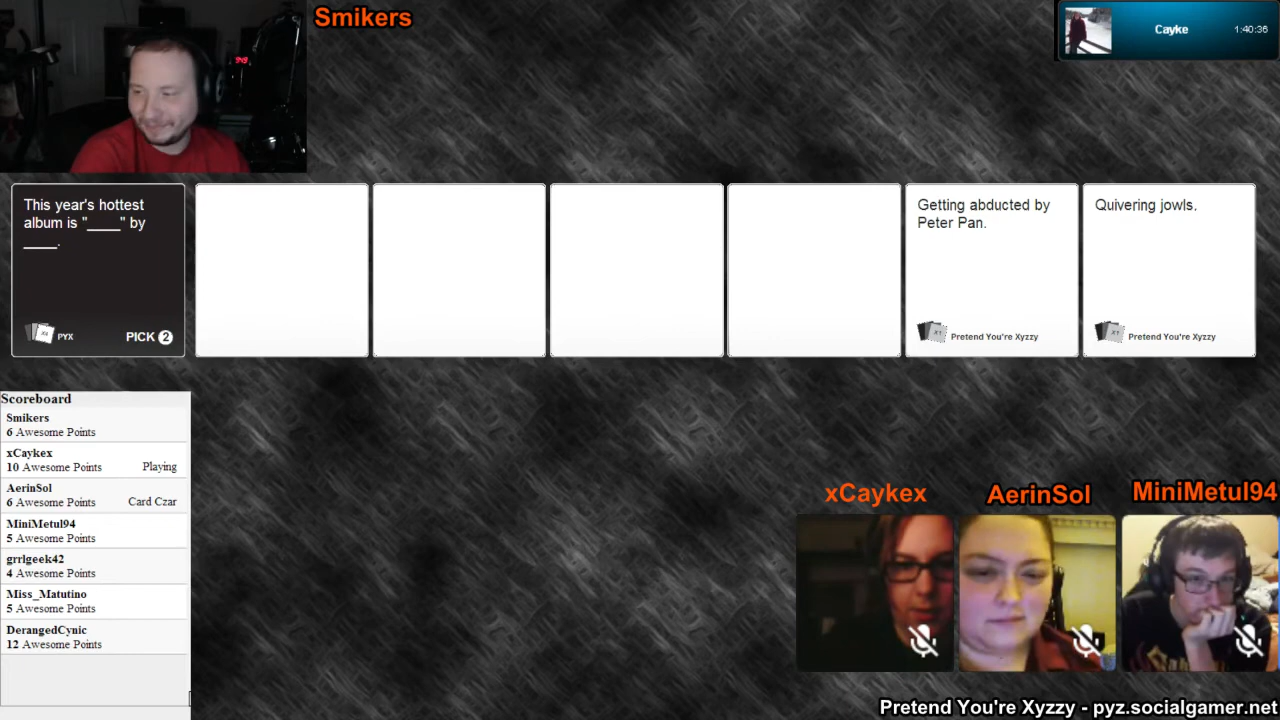 Smikers
Cayke
1:40:36
This year's hottest
album is "____" by
____.
PYX
PICK 2
Getting abducted by
Peter Pan.
Pretend You're Xyzzy
Quivering jowls.
Pretend You're Xyzzy
Scoreboard
Smikers
6 Awesome Points
xCaykex
10 Awesome Points Playing
AerinSol
6 Awesome Points Card Czar
MiniMetul94
5 Awesome Points
grrlgeek42
4 Awesome Points
Miss_Matutino
5 Awesome Points
DerangedCynic
12 Awesome Points
xCaykex
AerinSol
MiniMetul94
Pretend You're Xyzzy - pyz.socialgamer.net